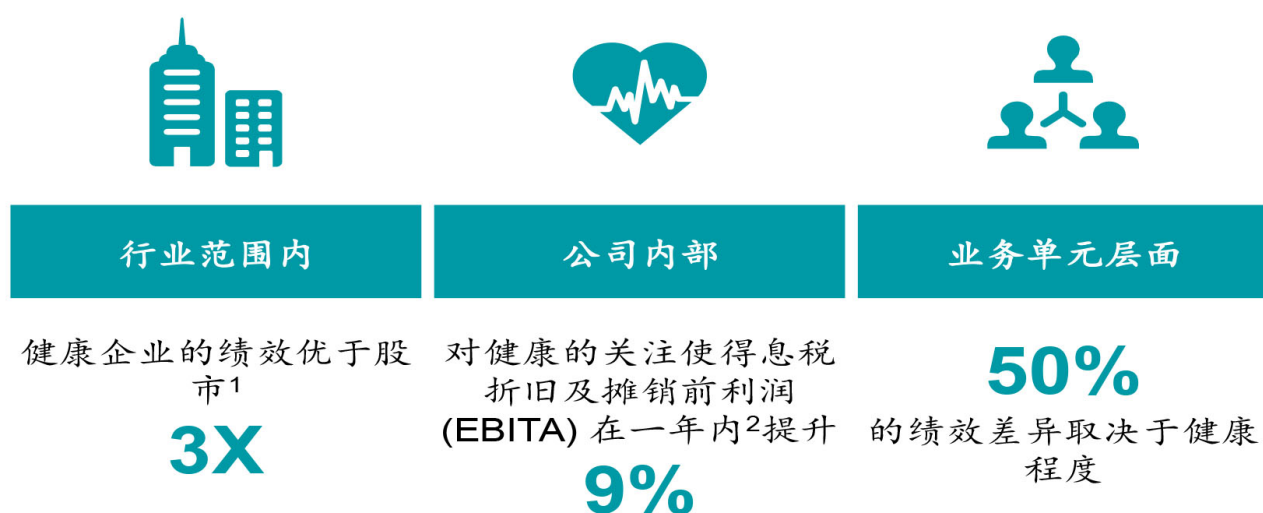 行业范围内
健康企业的绩效优于股
市1
3X
公司内部
对健康的关注使得息税
折旧及摊销前利润
(EBITA) 在一年内2提升
9%
业务单元层面
50%
的绩效差异取决于健康
程度